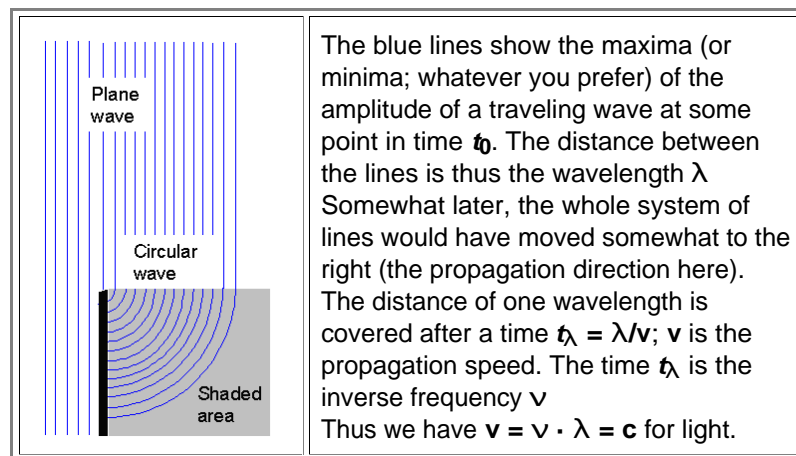 Plane
wave
Circular
wave
Shaded
area
The blue lines show the maxima (or
minima; whatever you prefer) of the
amplitude of a traveling wave at some
point in time t0. The distance between
the lines is thus the wavelength λ
Somewhat later, the whole system of
lines would have moved somewhat to the
right (the propagation direction here).
The distance of one wavelength is
covered after a time tλ = λ/v; v is the
propagation speed. The time tλ is the
inverse frequency ν
Thus we have v = ν · λ = c for light.